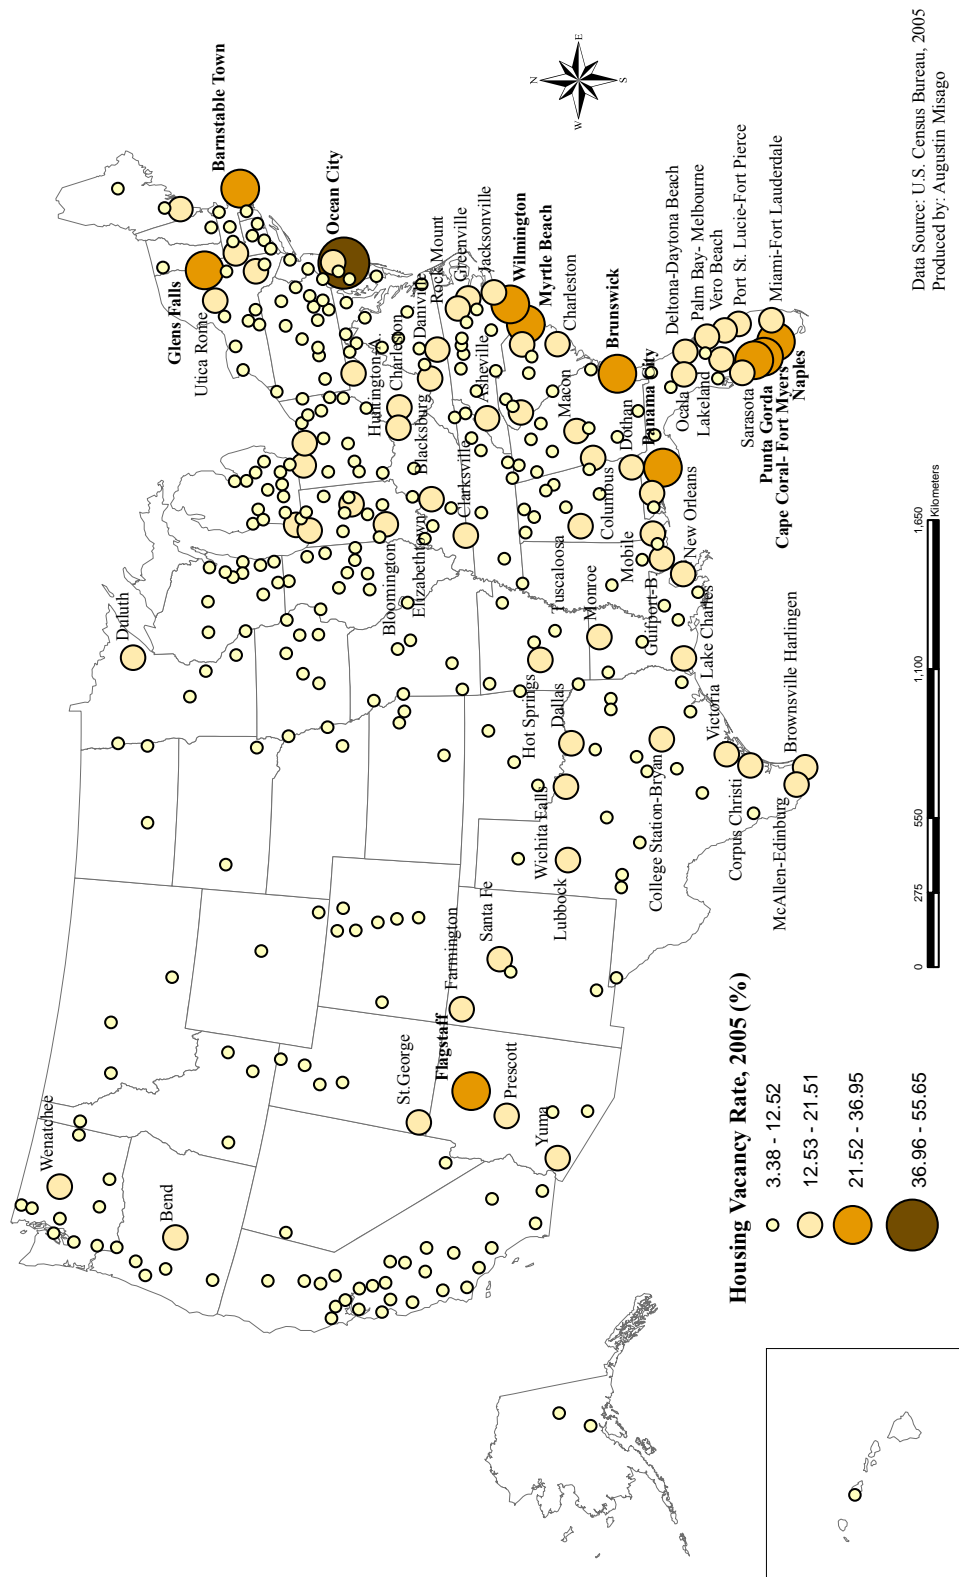 Wenatchee
Bend
Duluth
Glens Falls
Utica Rome
Barnstable Town
Ocean City
Huntington A.
Charleston
Danville
Rock Mount
Greenville
Jacksonville
Wilmington
Myrtle Beach
Charleston
Blacksburg
Asheville
Clarksville
Macon
Brunswick
Bloomington
Elizabethtown
Columbus
Dothan
Panama City
Deltona-Daytona Beach
Palm Bay- Melbourne
Vero Beach
Port St. Lucie-Fort Pierce
Miami-Fort Lauderdale
Ocala
Lakeland
Sarasota
Punta Gorda
Cape Coral- Fort Myers
Naples
Tuscaloosa
Mobile
New Orleans
Monroe
Gulfport-B.
Lake Charles
Hot Springs
Dallas
Wichita Falls
College Station-Bryan
Victoria
Brownsville Harlingen
Corpus Christi
McAllen-Edinburg
Lubbock
Santa Fe
Farmington
St.George
Flagstaff
Prescott
Yuma
N
W
E
S
Housing Vacancy Rate, 2005 (%)
3.38 - 12.52
12.53 - 21.51
21.52 - 36.95
36.96 - 55.65
0 275 550 1,100 1,650
Kilometers
Data Source: U.S. Census Bureau, 2005
Produced by: Augustin Misago